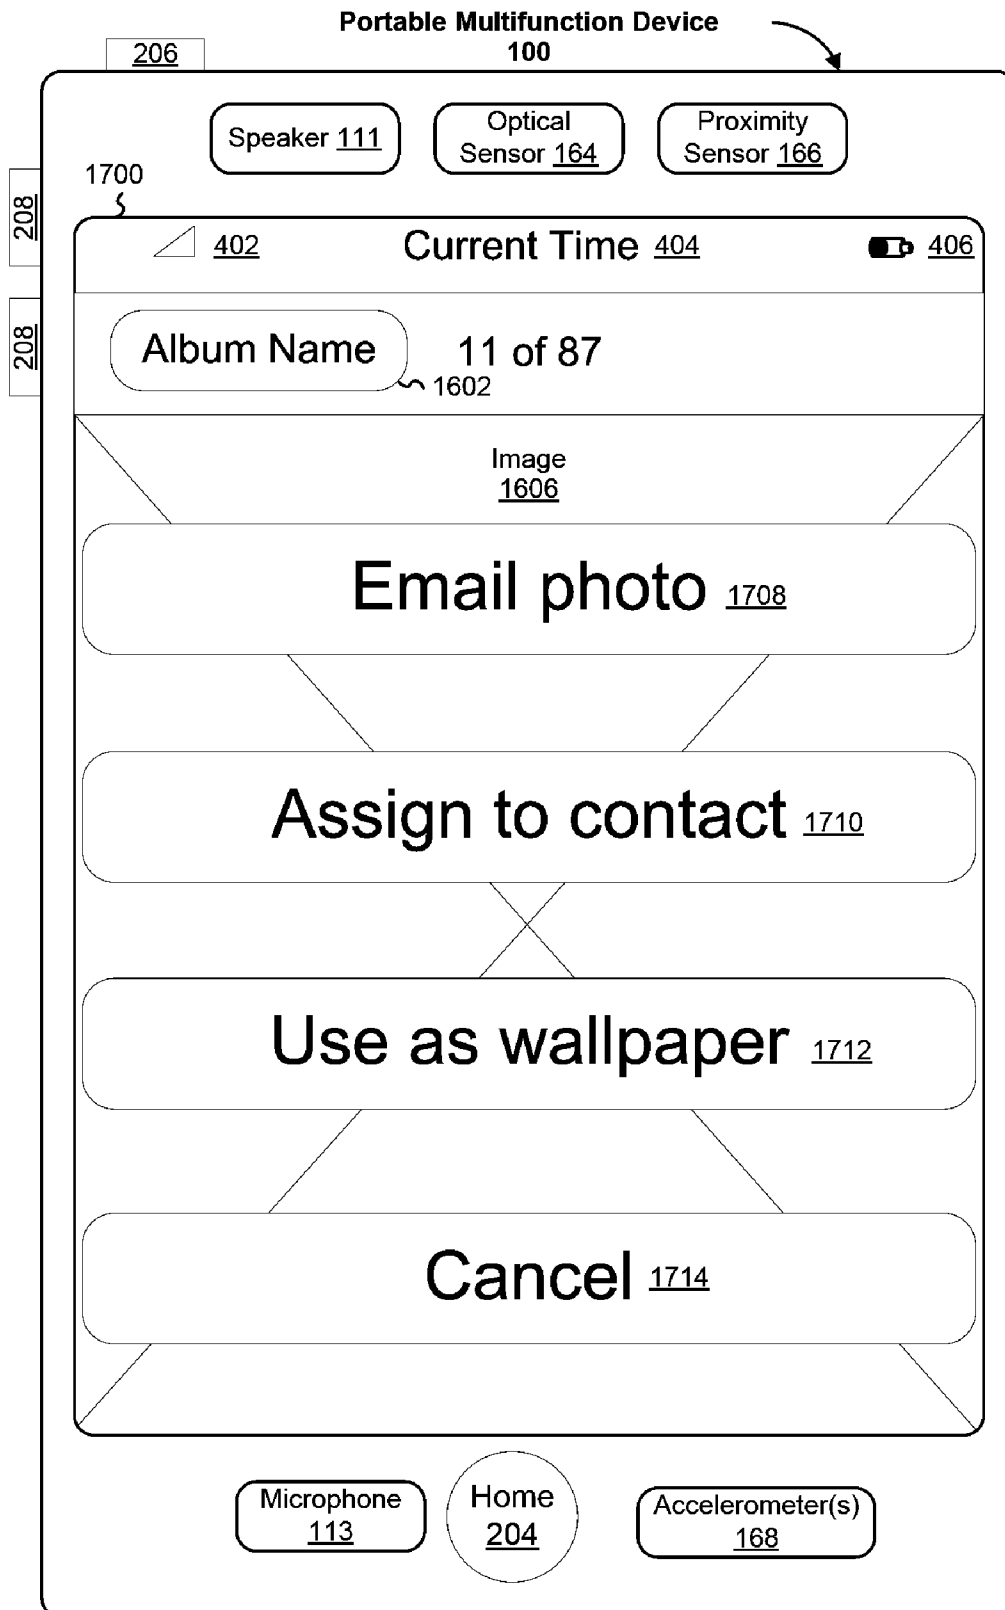 Portable Multifunction Device
100
206
Speaker 111
Optical
Sensor 164
Proximity
Sensor 166
1700
208
402
Current Time 404
406
208
Album Name
11 of 87
1602
Image
1606
Email photo 1708
Assign to contact 1710
Use as wallpaper 1712
Cancel 1714
Microphone
113
Home
204
Accelerometer(s)
168